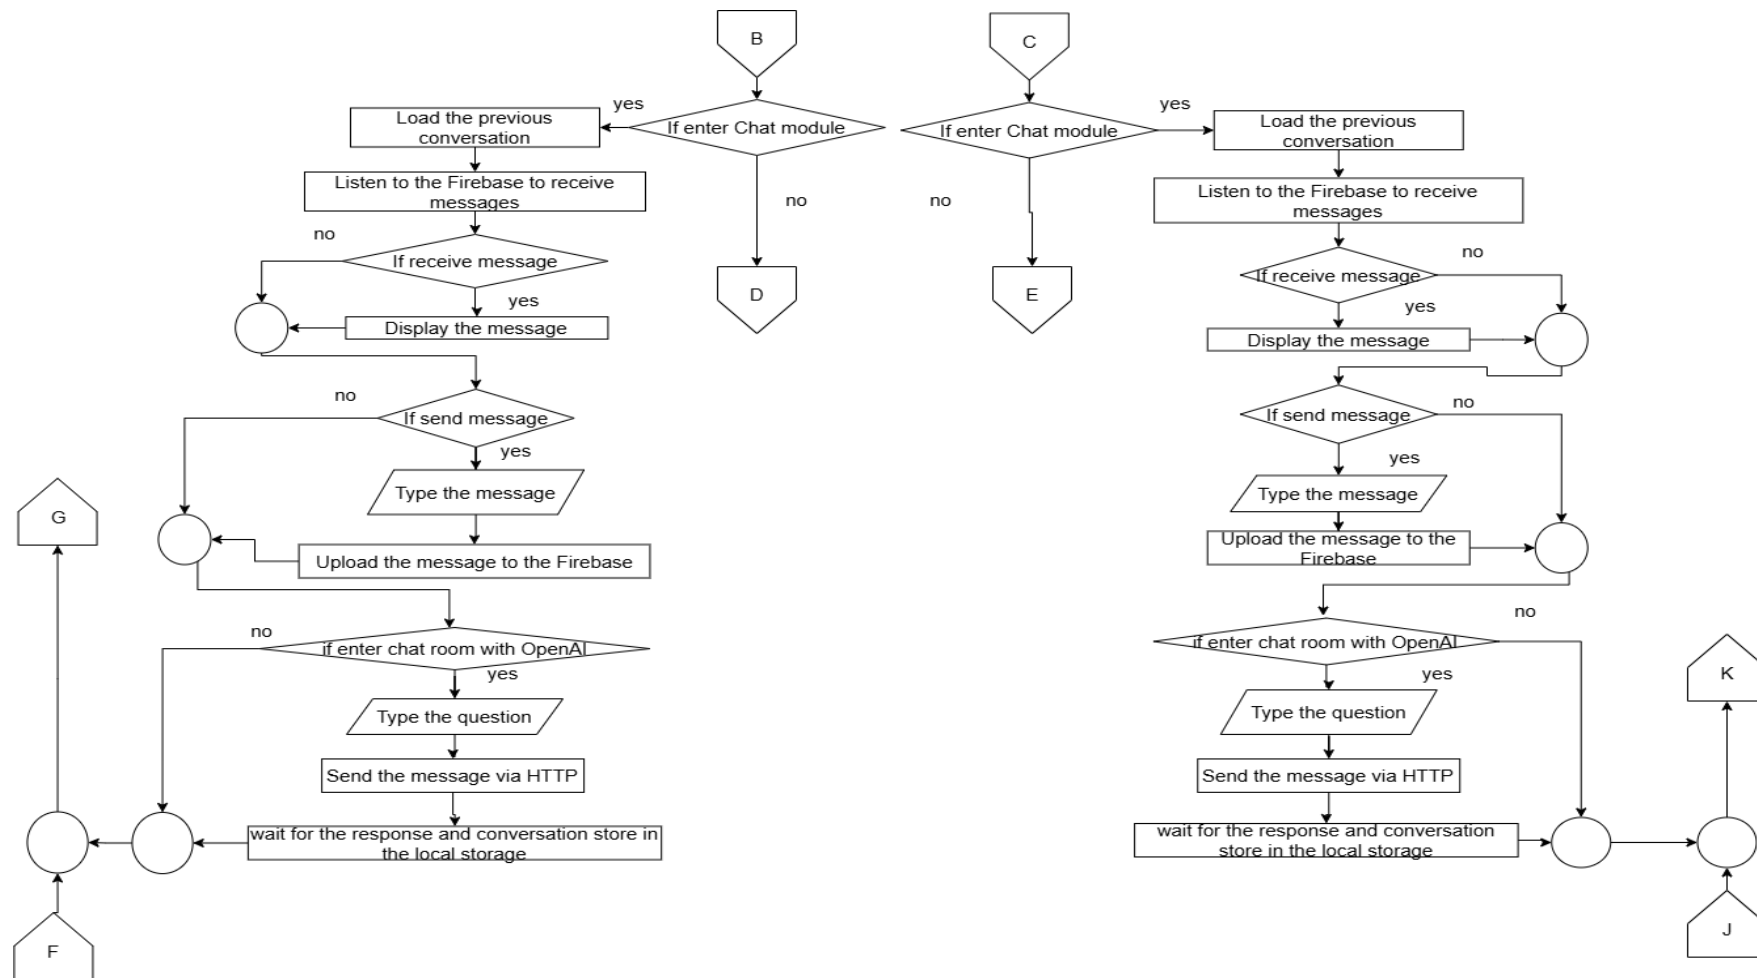 B
yes
If enter Chat module
Load the previous
conversation
Listen to the Firebase to receive
messages
no
D
no
If receive message
yes
Display the message
no
If send message
yes
Type the message
Upload the message to the Firebase
G
no
if enter chat room with OpenAI
yes
Type the question
Send the message via HTTP
wait for the response and conversation store in
the local storage
F
C
yes
If enter Chat module
Load the previous
conversation
Listen to the Firebase to receive
messages
no
E
no
If receive message
yes
Display the message
no
If send message
yes
Type the message
Upload the message to the
Firebase
no
if enter chat room with OpenAI
yes
Type the question
Send the message via HTTP
wait for the response and conversation
store in the local storage
K
J